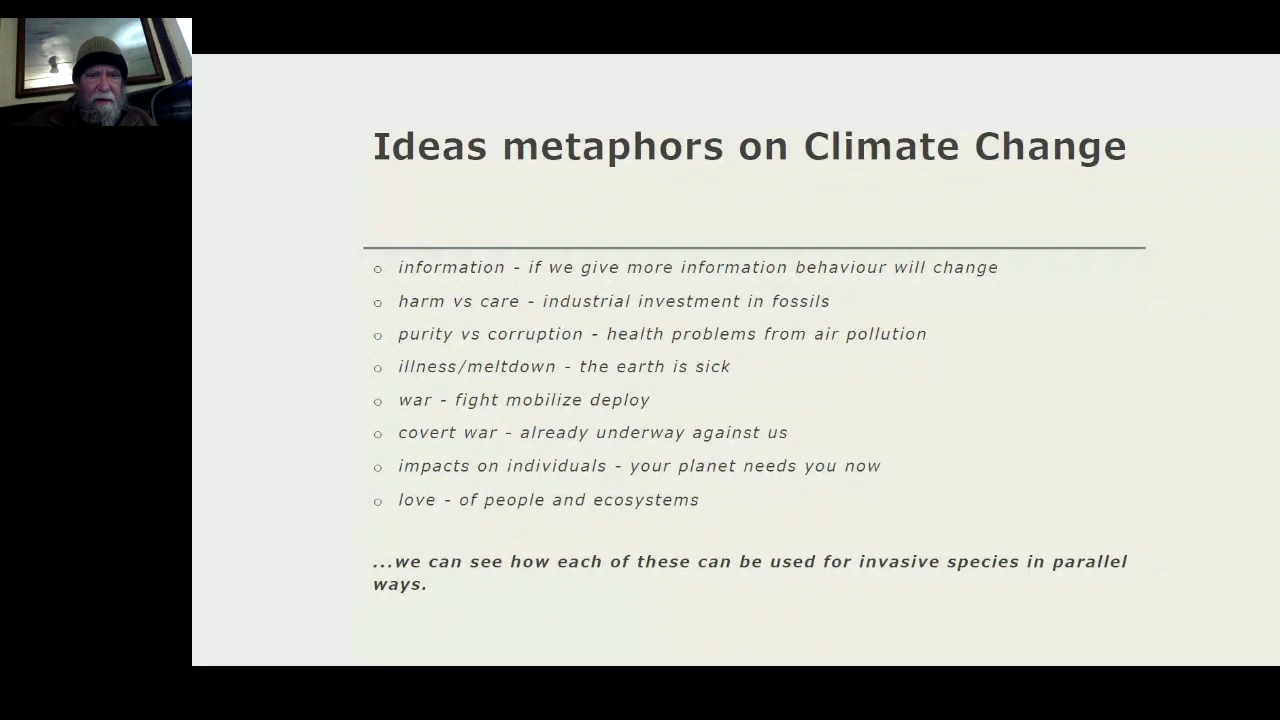 Ideas metaphors on Climate Change
information - if we give more information behaviour will change
harm vs care - industrial investment in fossils
purity vs corruption - health problems from air pollution
illness/meltdown - the earth is sick
war - fight mobilize deploy
covert war - already underway against us
impacts on individuals - your planet needs you now
love - of people and ecosystems
...we can see how each of these can be used for invasive species in parallel
ways.